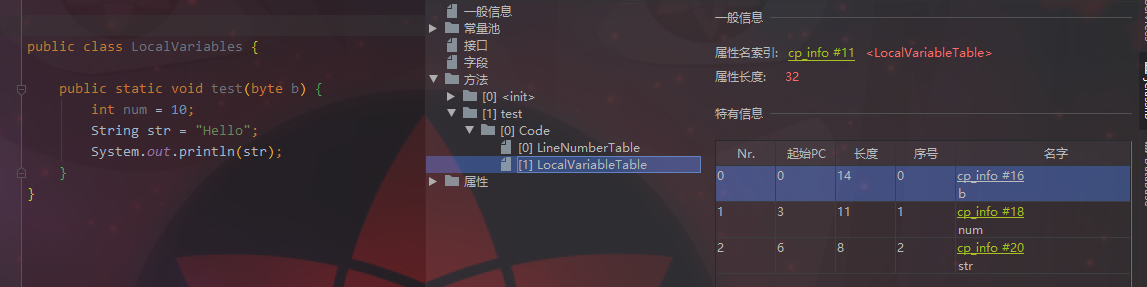 public class LocalVariables {
public static void test(byte b) {
int num = 10;
String str = "Hello";
System.out.println(str);
}
}
一般信息
常量池
接口
字段
方法
[0] <init>
[1] test
[0] Code
[0] LineNumberTable
[1] LocalVariableTable
属性
一般信息
属性名索引: cp_info #11 <LocalVariableTable>
属性长度: 32
特有信息
Nr. 起始PC 长度 序号 名字
0 0 14 0 cp_info #16
b
1 3 11 1 cp_info #18
num
2 6 8 2 cp_info #20
str